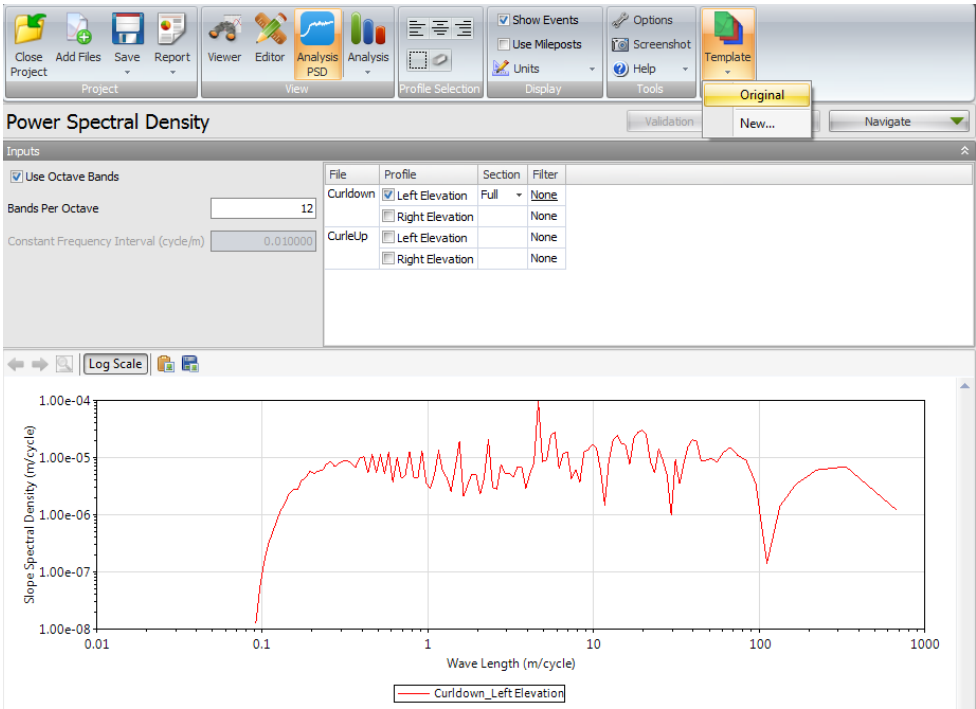 Close Project
Add Files
Save
Report
Viewer
Editor
Analysis PSD
Analysis
Show Events
Use Mileposts
Units
Options
Screenshot
Help
Template
Project
View
Profile Selection
Display
Tools
Original
New...
Power Spectral Density
Validation
Navigate
Inputs
Use Octave Bands
Bands Per Octave 12
Constant Frequency Interval (cycle/m) 0.010000
File Profile Section Filter
Curldown Left Elevation Full None
Right Elevation None
CurleUp Left Elevation None
Right Elevation None
Log Scale
1.00e-04
1.00e-05
1.00e-06
1.00e-07
1.00e-08
Slope Spectral Density (m/cycle)
0.01 0.1 1 10 100 1000
Wave Length (m/cycle)
Curldown_Left Elevation